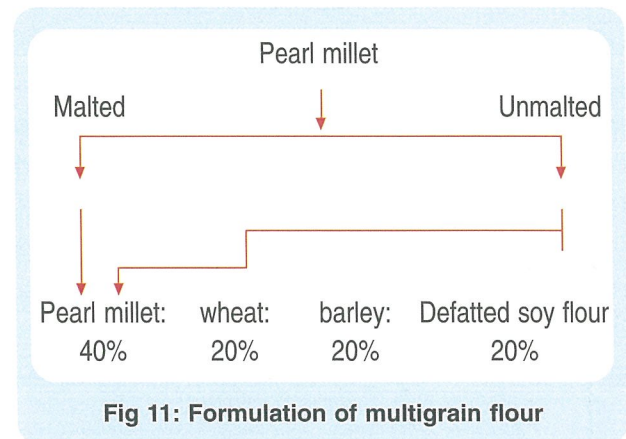 Pearl millet
Malted Unmalted
Pearl millet: wheat: barley: Defatted soy flour
40% 20% 20% 20%
Fig 11: Formulation of multigrain flour